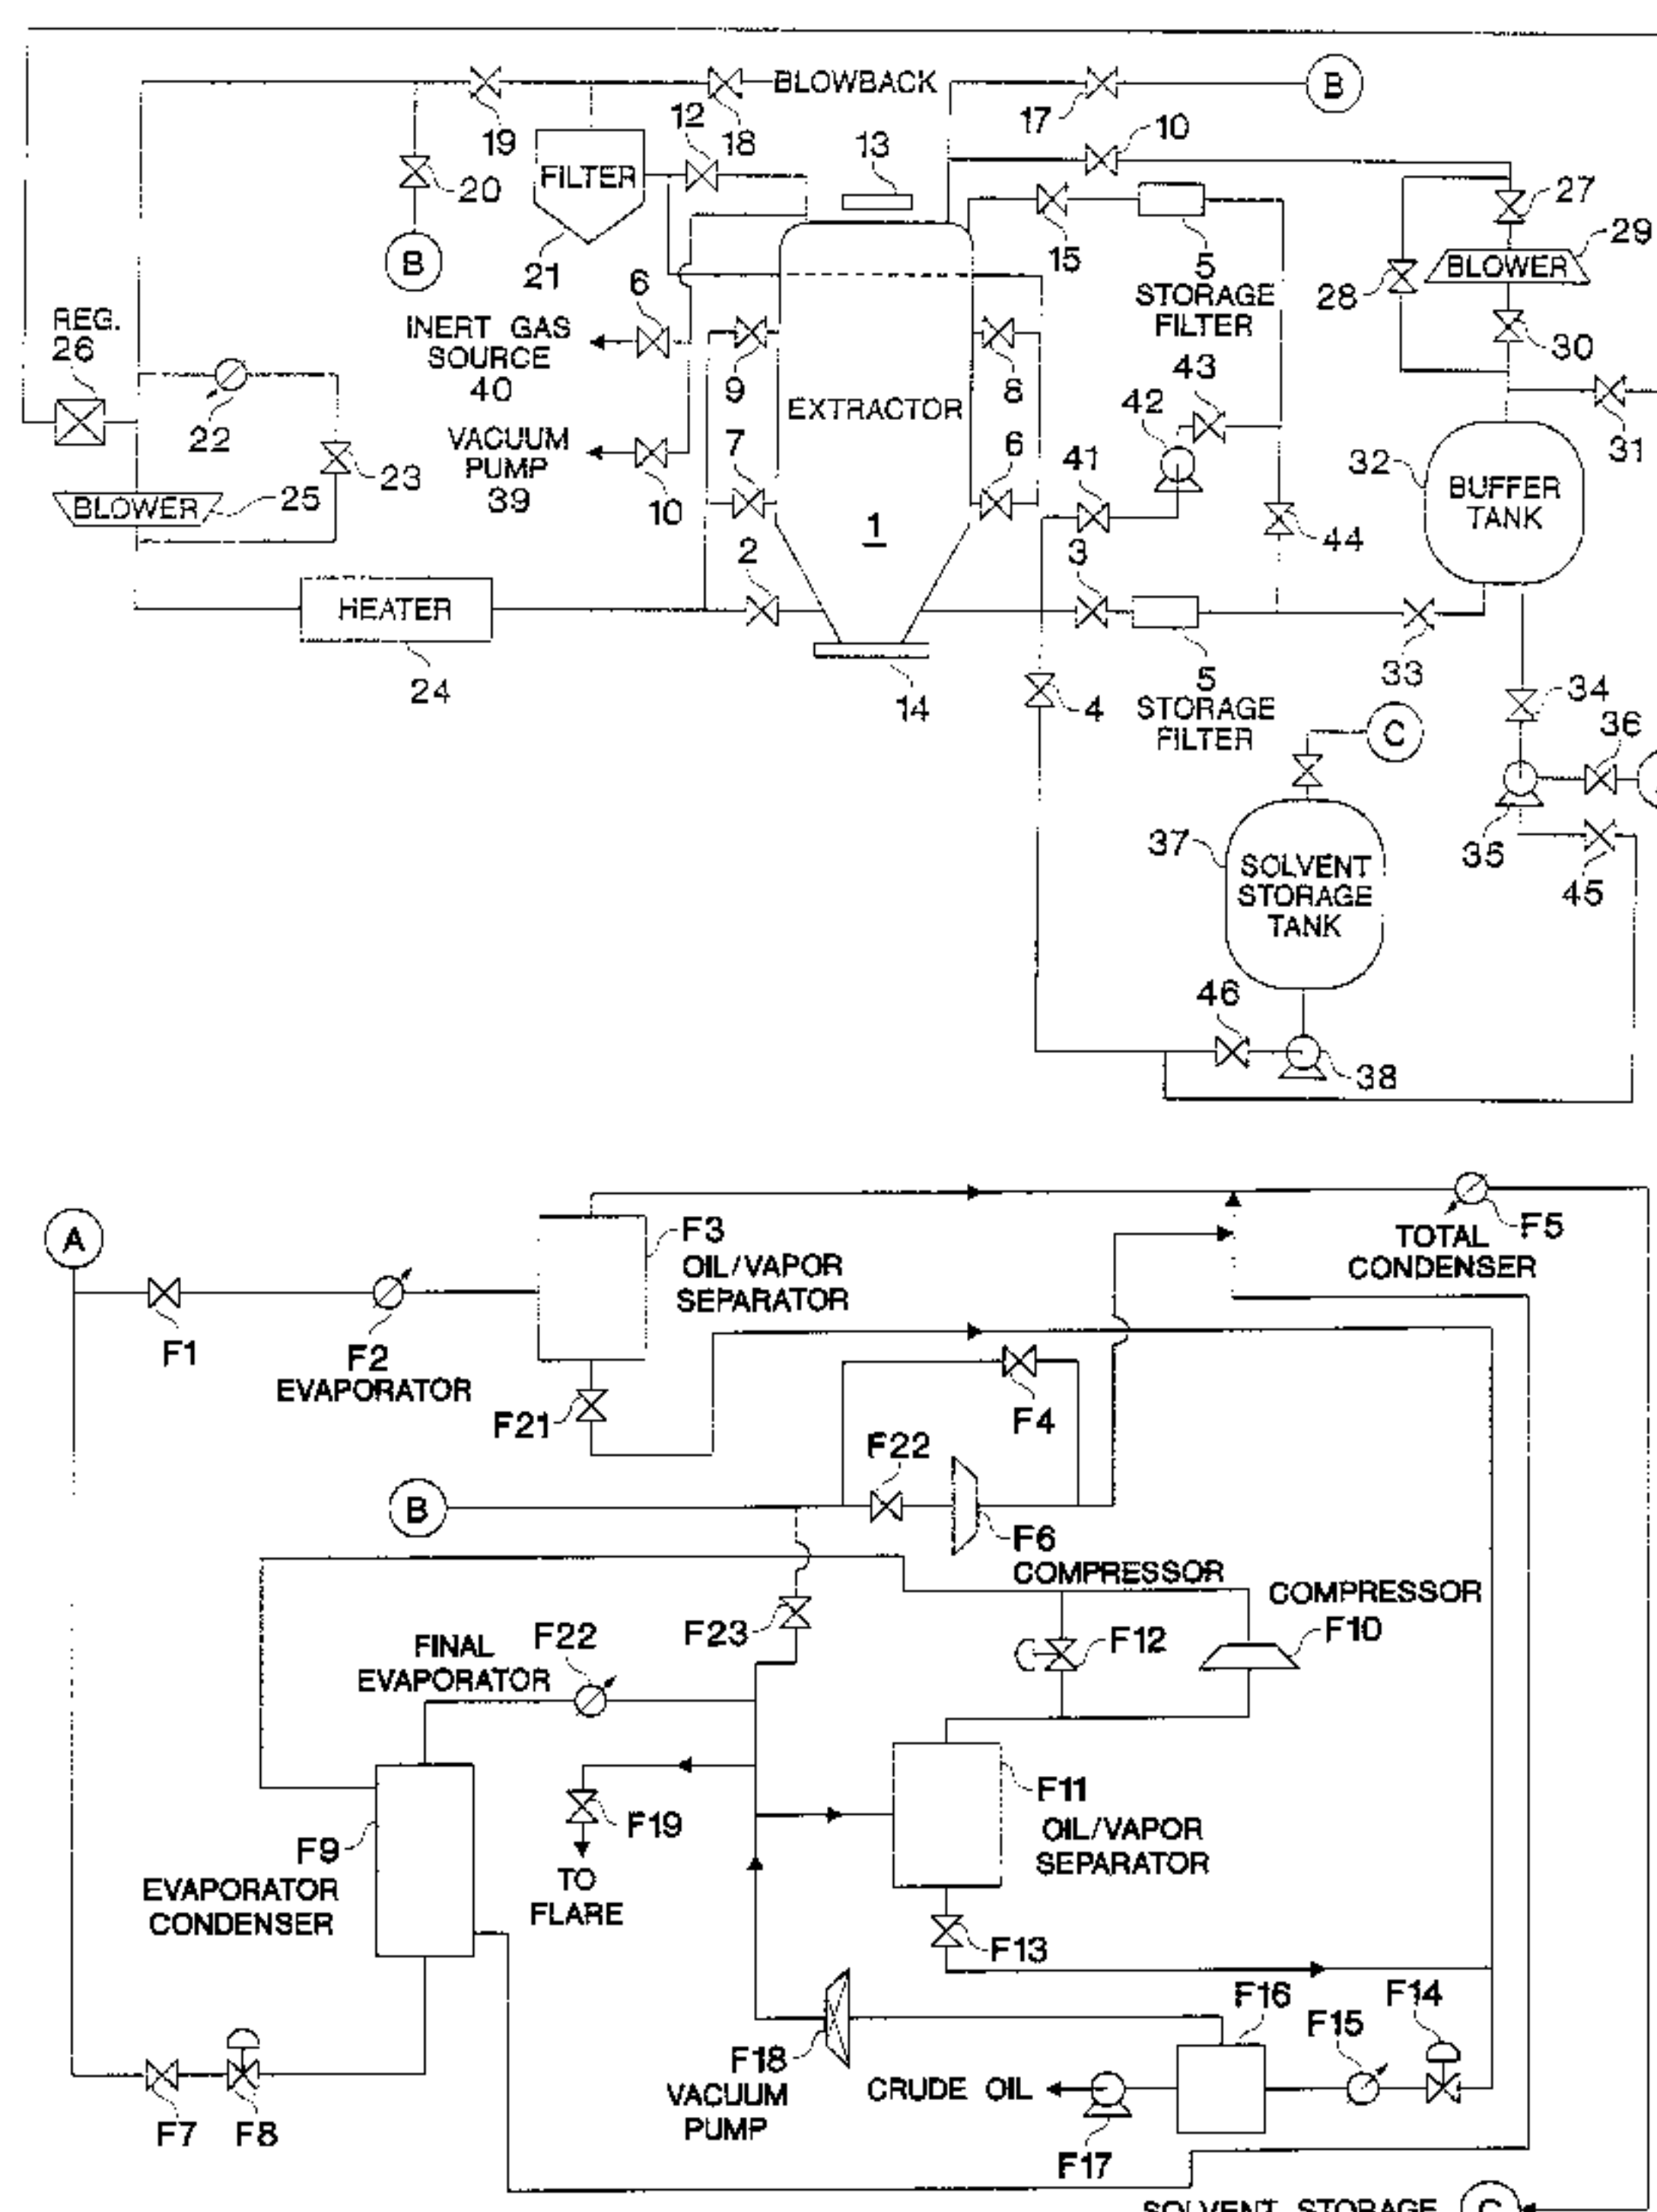 BLOWBACK
B
17
19
12
18
13
10
FILTER
20
27
29
B
21
15
5
STORAGE
FILTER
BLOWER
28
6
REG.
26
INERT GAS
SOURCE
40
30
9
8
43
22
EXTRACTOR
42
31
VACUUM
PUMP
39
7
6
41
32
23
BUFFER
TANK
BLOWER
25
10
1
44
2
3
HEATER
24
14
4
5
STORAGE
FILTER
33
34
C
36
37
SOLVENT
STORAGE
TANK
35
45
46
38
A
F3
OIL/VAPOR
SEPARATOR
TOTAL
CONDENSER
F5
F1
F2
EVAPORATOR
F21
F4
F22
B
F6
COMPRESSOR
COMPRESSOR
F10
F23
F12
C
FINAL
EVAPORATOR
F22
F11
OIL/VAPOR
SEPARATOR
F19
TO
FLARE
F9
EVAPORATOR
CONDENSER
F13
F16
F14
F15
F18
VACUUM
PUMP
CRUDE OIL
F17
F7
F8
SOLVENT STORAGE
C